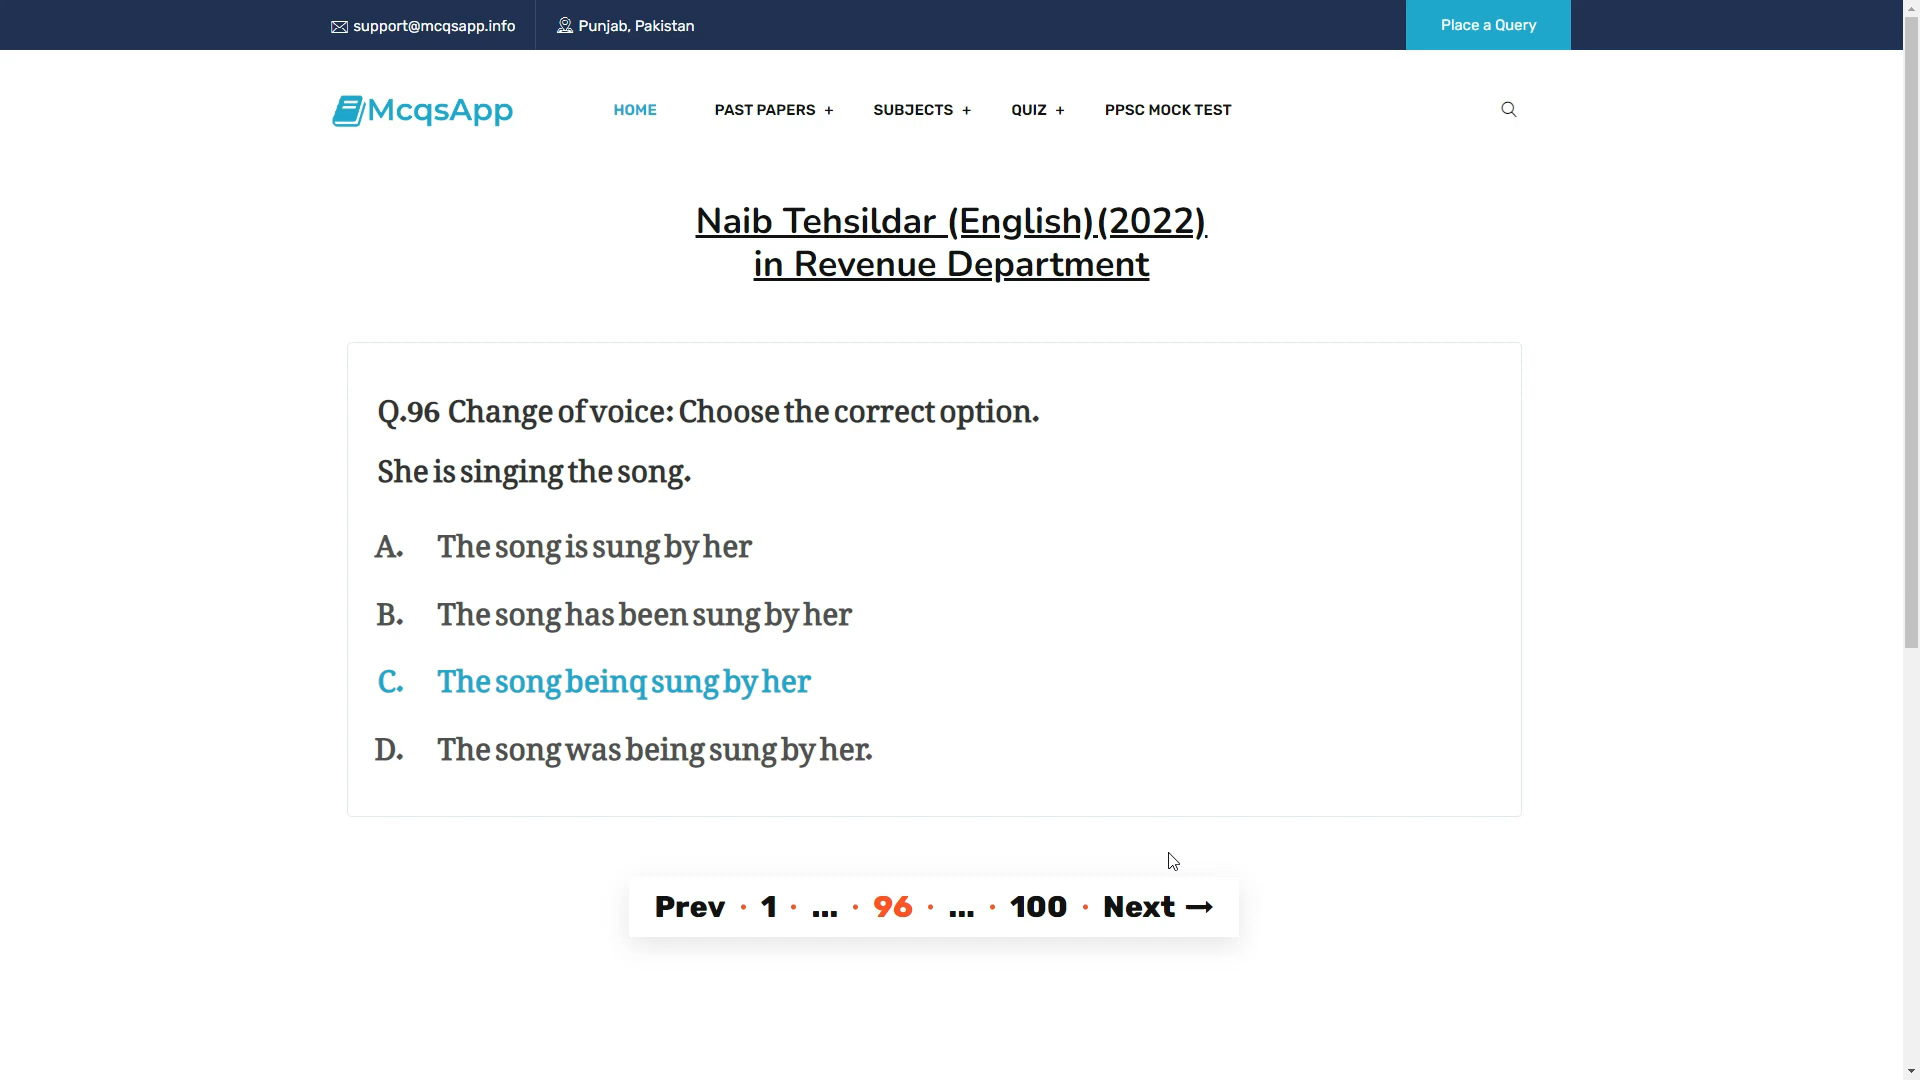 support@mcqsapp.info
Punjab, Pakistan
Place a Query
McqsApp
HOME
PAST PAPERS +
SUBJECTS +
QUIZ +
PPSC MOCK TEST
Naib Tehsildar (English)(2022)
in Revenue Department
Q.96 Change of voice: Choose the correct option.
She is singing the song.
A. The song is sung by her
B. The song has been sung by her
C. The song beinq sung by her
D. The song was being sung by her.
Prev · 1 · ... · 96 · ... · 100 · Next →